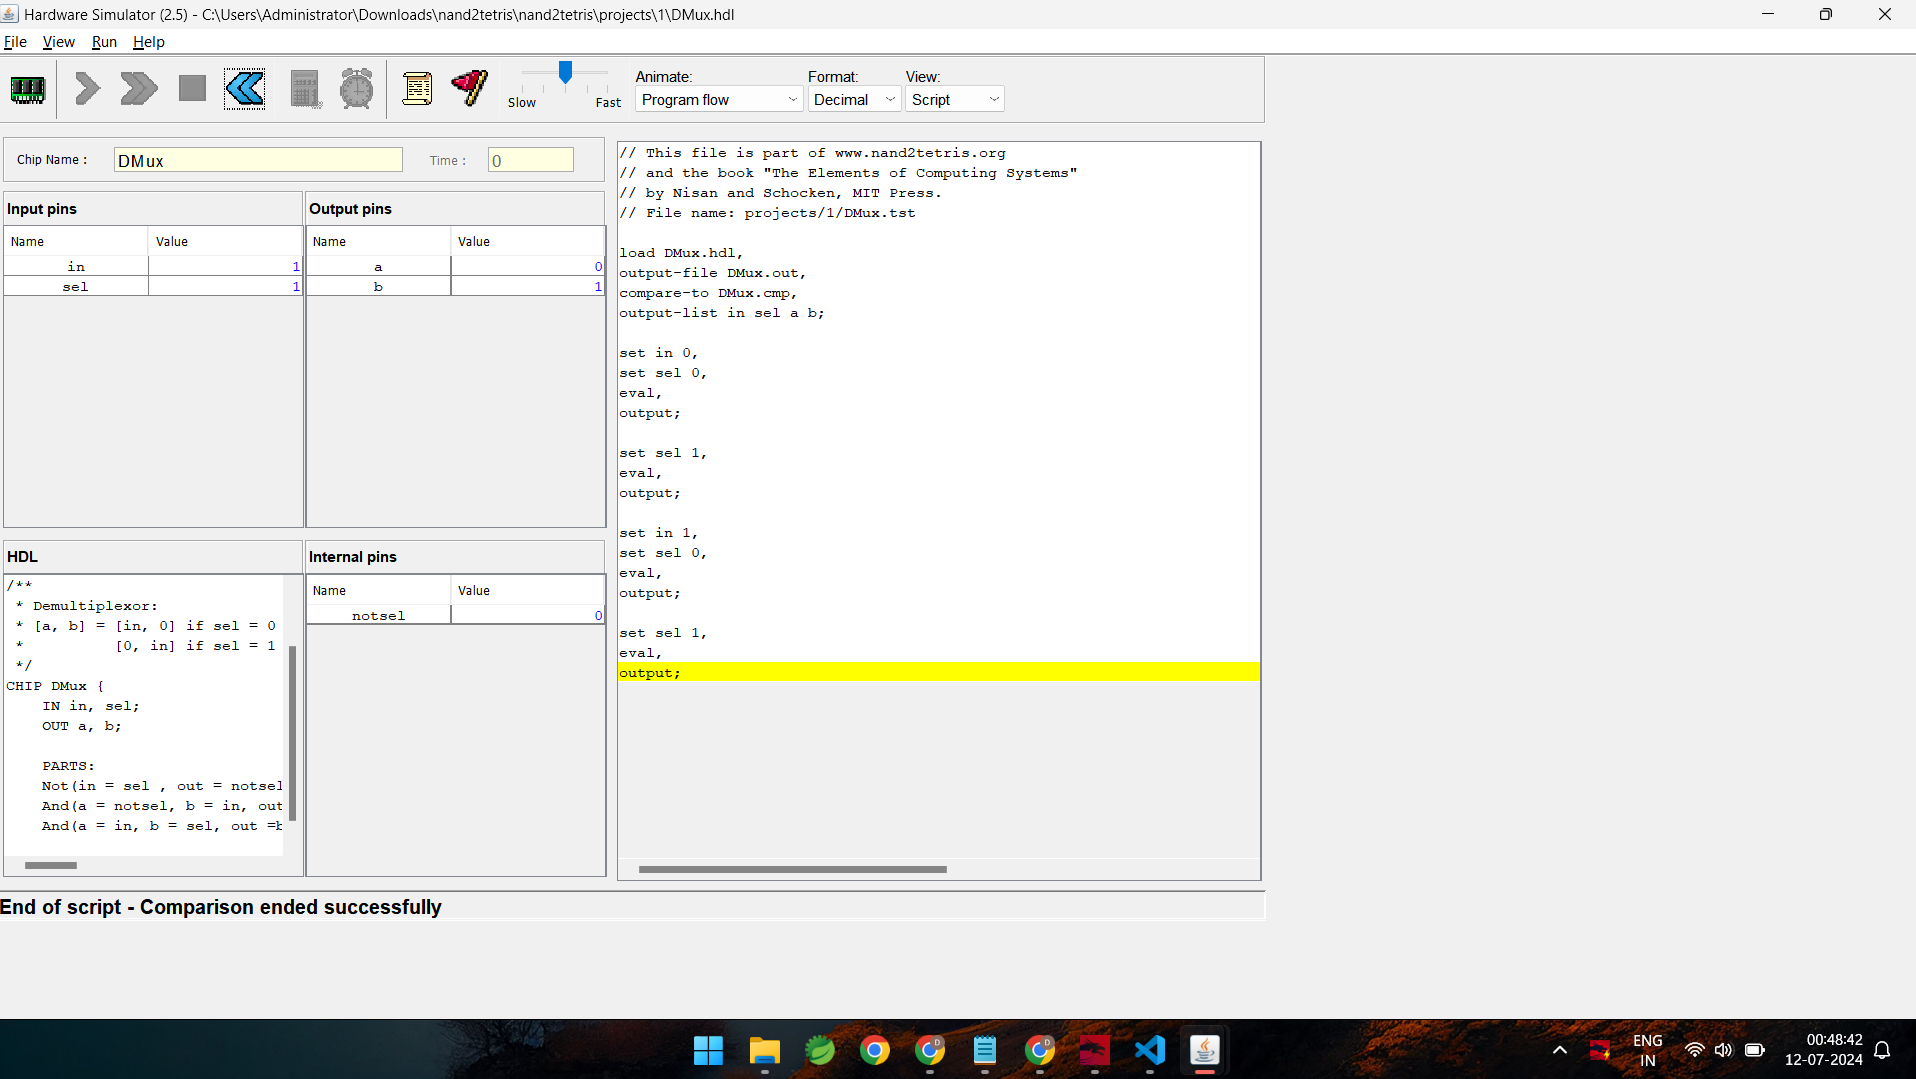 Hardware Simulator (2.5) - C:\Users\Administrator\Downloads\nand2tetris\nand2tetris\projects\1\DMux.hdl
File View Run Help
Slow Fast
Animate: Format: View:
Program flow Decimal Script
Chip Name : DMux Time : 0
Input pins
Name Value
in 1
sel 1
Output pins
Name Value
a 0
b 1
HDL
/**
* Demultiplexor:
* [a, b] = [in, 0] if sel = 0
* [0, in] if sel = 1
*/
CHIP DMux {
IN in, sel;
OUT a, b;
PARTS:
Not(in = sel , out = notsel
And(a = notsel, b = in, out
And(a = in, b = sel, out =b
Internal pins
Name Value
notsel 0
// This file is part of www.nand2tetris.org
// and the book "The Elements of Computing Systems"
// by Nisan and Schocken, MIT Press.
// File name: projects/1/DMux.tst
load DMux.hdl,
output-file DMux.out,
compare-to DMux.cmp,
output-list in sel a b;
set in 0,
set sel 0,
eval,
output;
set sel 1,
eval,
output;
set in 1,
set sel 0,
eval,
output;
set sel 1,
eval,
output;
End of script - Comparison ended successfully
D D
ENG
IN
00:48:42
12-07-2024